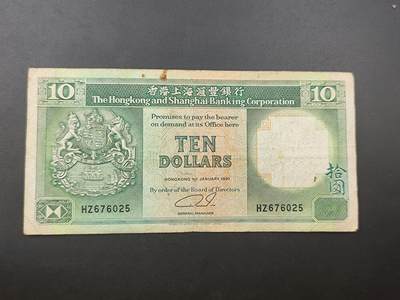 10
香港上海滙豐銀行
10
The Hongkong and Shanghai Banking Corporation
Promises to pay the bearer
on demand at its Office here
TEN
DOLLARS
HONGKONG 1ST JANUARY
By order of the Board of Directors
GENERAL MANAGER
拾
圓
HZ676025
HZ676025